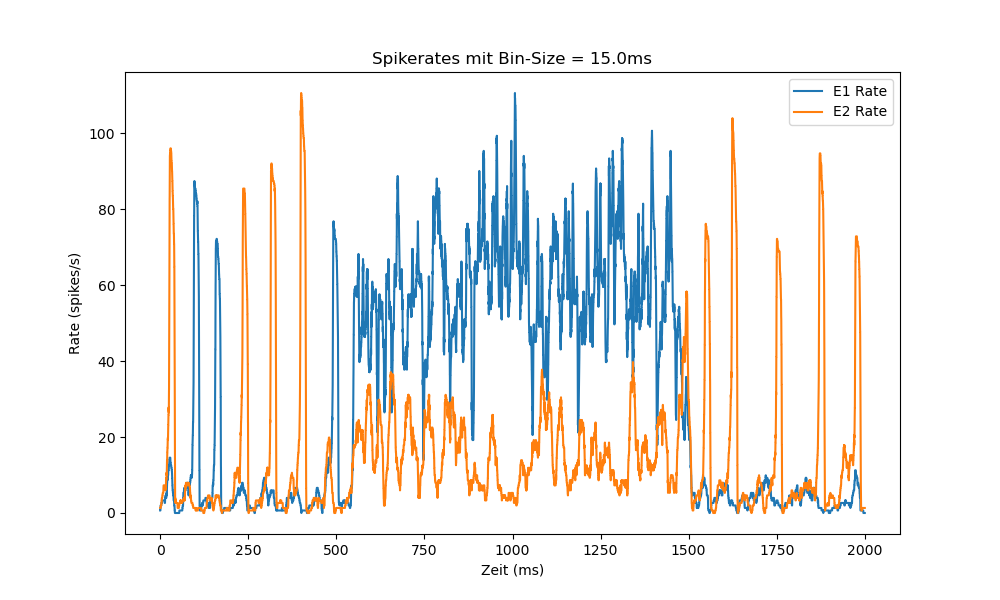 Spikerates mit Bin-Size = 15.0ms
E1 Rate
E2 Rate
Rate (spikes/s)
100
80
60
40
20
0
0 250 500 750 1000 1250 1500 1750 2000
Zeit (ms)